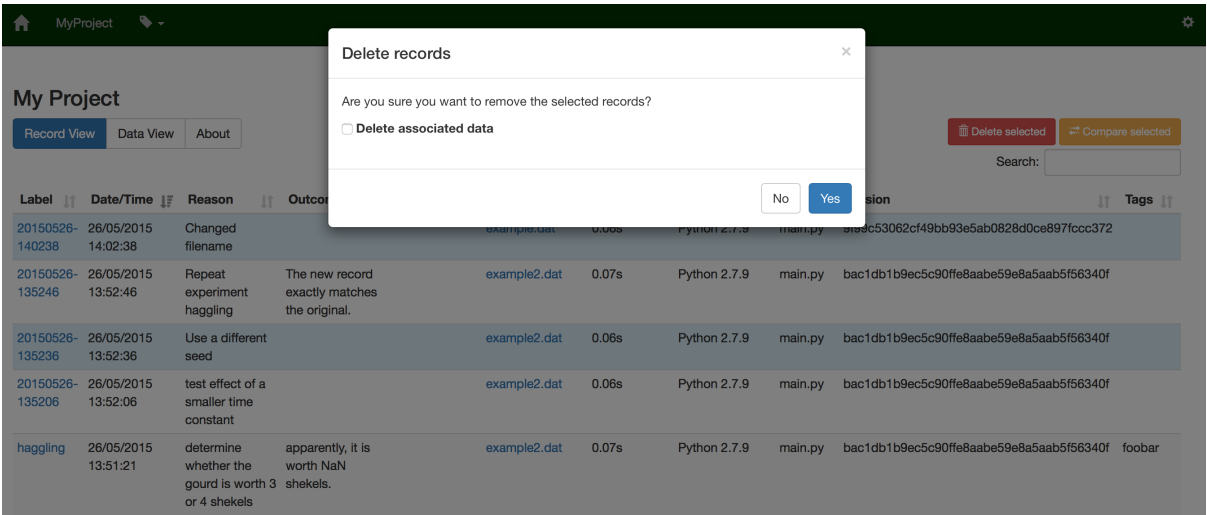 MyProject
Delete records ×
Are you sure you want to remove the selected records?
Delete associated data
No Yes
My Project
Record View Data View About
Delete selected Compare selected
Search:
Label Date/Time Reason Outcor sion Tags
20150526- 26/05/2015 Changed example.dat 0.06s Python 2.7.9 main.py 9f99c53062cf49bb93e5ab0828d0ce897fccc372
140238 14:02:38 filename
20150526- 26/05/2015 Repeat The new record example2.dat 0.07s Python 2.7.9 main.py bac1db1b9ec5c90ffe8aabe59e8a5aab5f56340f
135246 13:52:46 experiment exactly matches
haggling the original.
20150526- 26/05/2015 Use a different example2.dat 0.06s Python 2.7.9 main.py bac1db1b9ec5c90ffe8aabe59e8a5aab5f56340f
135236 13:52:36 seed
20150526- 26/05/2015 test effect of a example2.dat 0.06s Python 2.7.9 main.py bac1db1b9ec5c90ffe8aabe59e8a5aab5f56340f
135206 13:52:06 smaller time
constant
haggling 26/05/2015 determine apparently, it is example2.dat 0.07s Python 2.7.9 main.py bac1db1b9ec5c90ffe8aabe59e8a5aab5f56340f foobar
13:51:21 whether the worth NaN
gourd is worth 3 shekels.
or 4 shekels